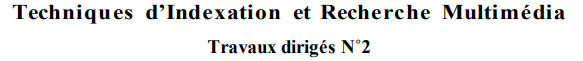 Techniques d'Indexation et Recherche Multimédia
Travaux dirigés N°2